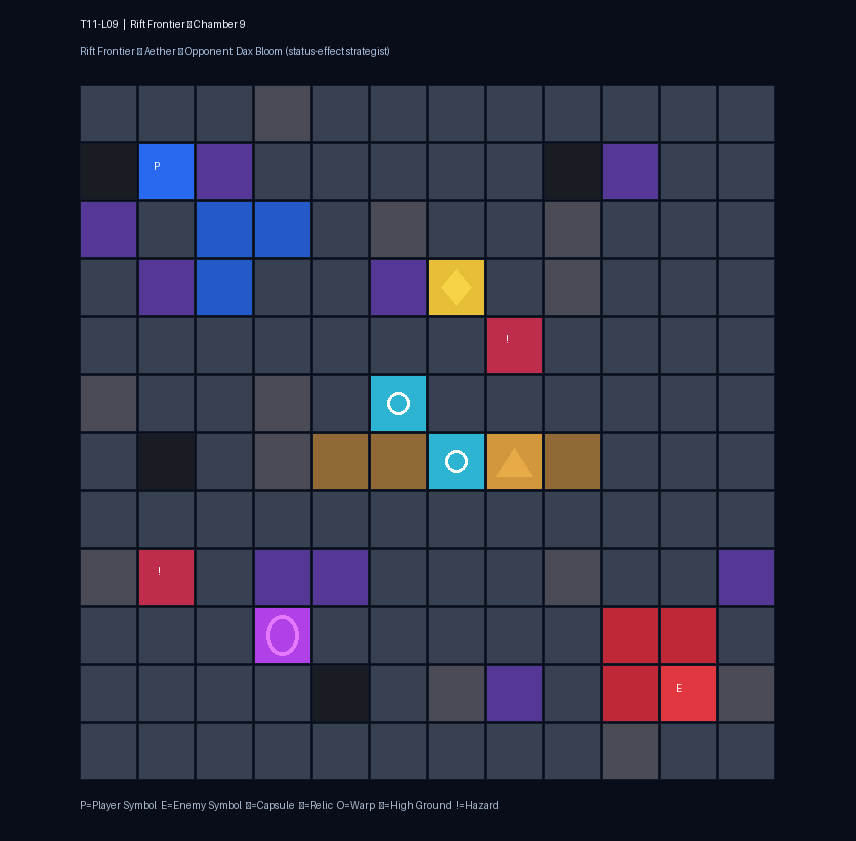 T11-L09 | Rift Frontier ▯ Chamber 9
Rift Frontier ▯ Aether ▯ Opponent: Dax Bloom (status-effect strategist)
P
!
!
E
P=Player Symbol E=Enemy Symbol ▯=Capsule ▯=Relic O=Warp ▯=High Ground !=Hazard